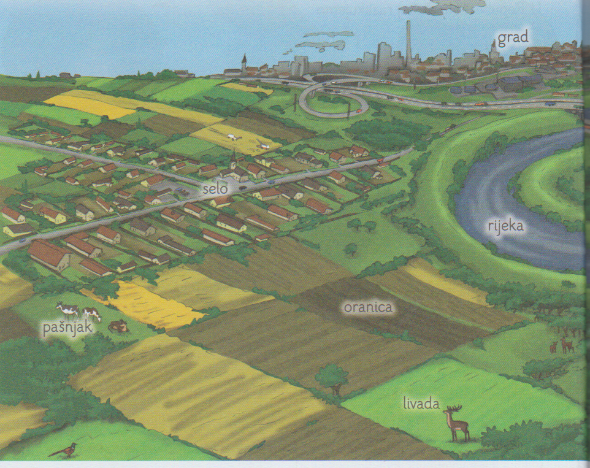 grad
selo
rijeka
oranica
pašnjak
livada